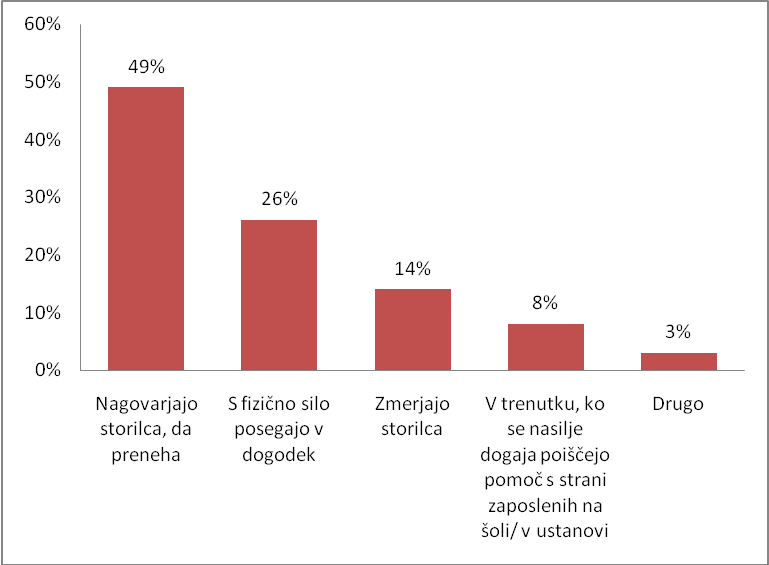 60%
50%
40%
30%
20%
10%
0%
49%
26%
14%
8%
3%
Nagovarjajo
storilca, da
preneha
S fizično silo
posegajo v
dogodek
Zmerjajo
storilca
V trenutku, ko
se nasilje
dogaja poiščejo
pomoč s strani
zaposlenih na
šoli/ v ustanovi
Drugo